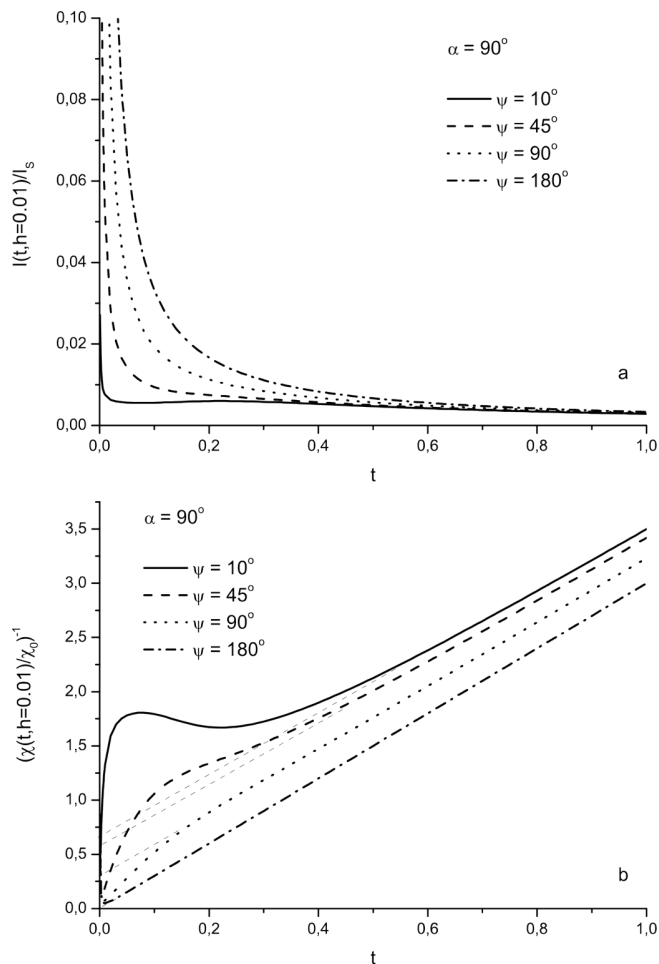 0,10
0,08
0,06
0,04
0,02
0,00
I(t,h=0.01)/I_S
α = 90°
ψ = 10°
ψ = 45°
ψ = 90°
ψ = 180°
a
0,0 0,2 0,4 0,6 0,8 1,0
t
3,5
3,0
2,5
2,0
1,5
1,0
0,5
0,0
(χ(t,h=0.01)/χ₀)⁻¹
α = 90°
ψ = 10°
ψ = 45°
ψ = 90°
ψ = 180°
b
0,0 0,2 0,4 0,6 0,8 1,0
t